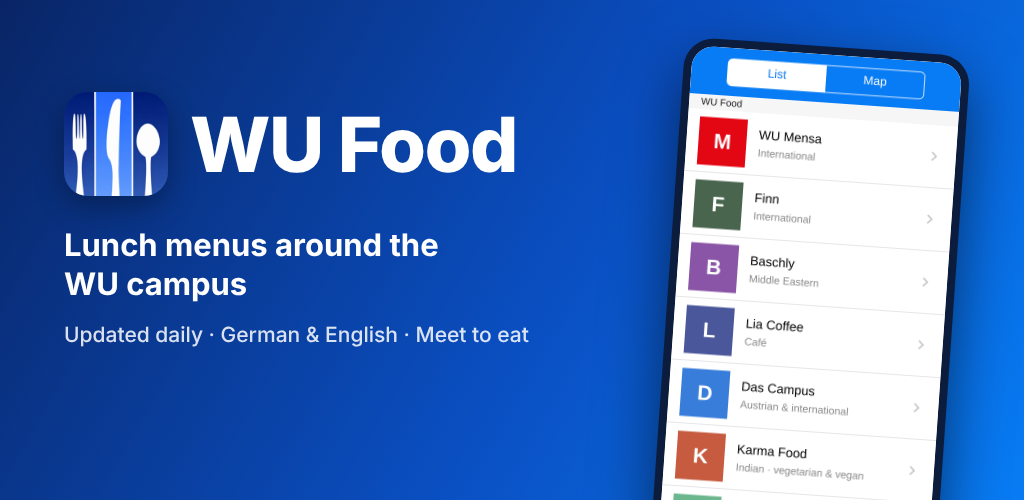 WU Food
Lunch menus around the
WU campus
Updated daily · German & English · Meet to eat
List
Map
WU Food
M
WU Mensa
International
F
Finn
International
B
Baschly
Middle Eastern
L
Lia Coffee
Café
D
Das Campus
Austrian & international
K
Karma Food
Indian · vegetarian & vegan